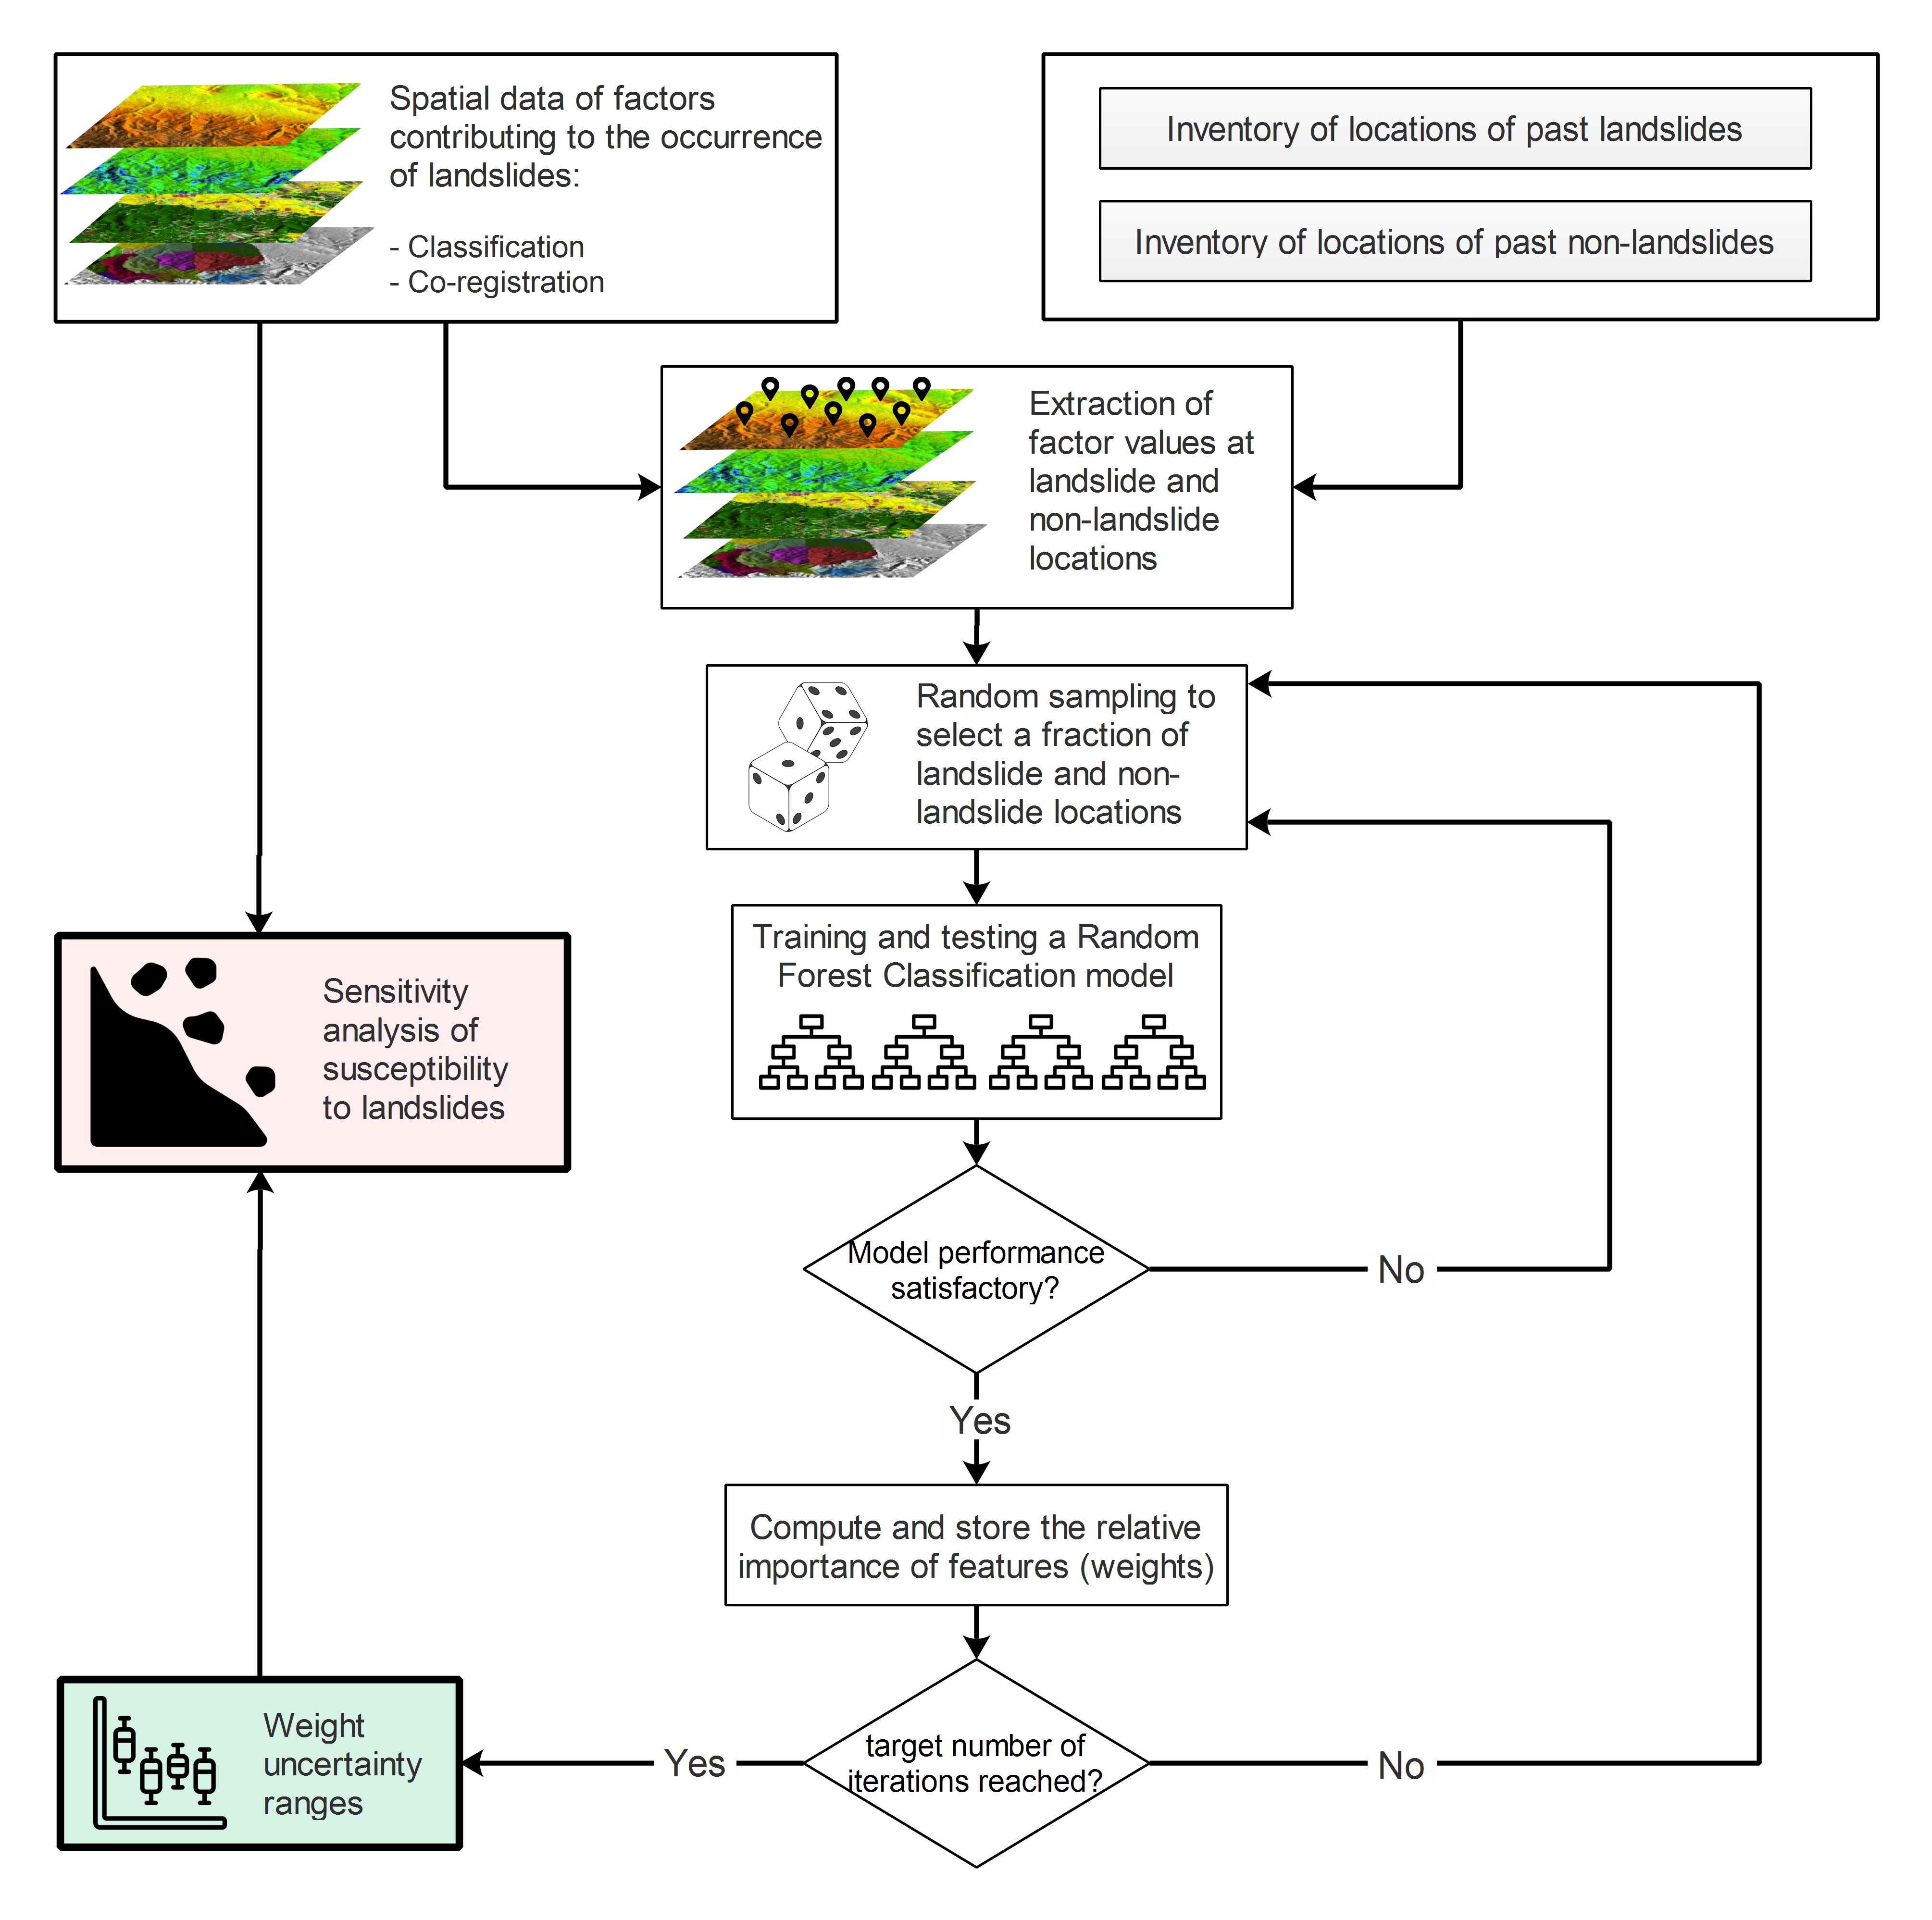 Spatial data of factors
contributing to the occurrence
of landslides:
- Classification
- Co-registration
Inventory of locations of past landslides
Inventory of locations of past non-landslides
Extraction of
factor values at
landslide and
non-landslide
locations
Random sampling to
select a fraction of
landslide and non-
landslide locations
Training and testing a Random
Forest Classification model
Sensitivity
analysis of
susceptibility
to landslides
Model performance
satisfactory?
No
Yes
Compute and store the relative
importance of features (weights)
target number of
iterations reached?
No
Yes
Weight
uncertainty
ranges